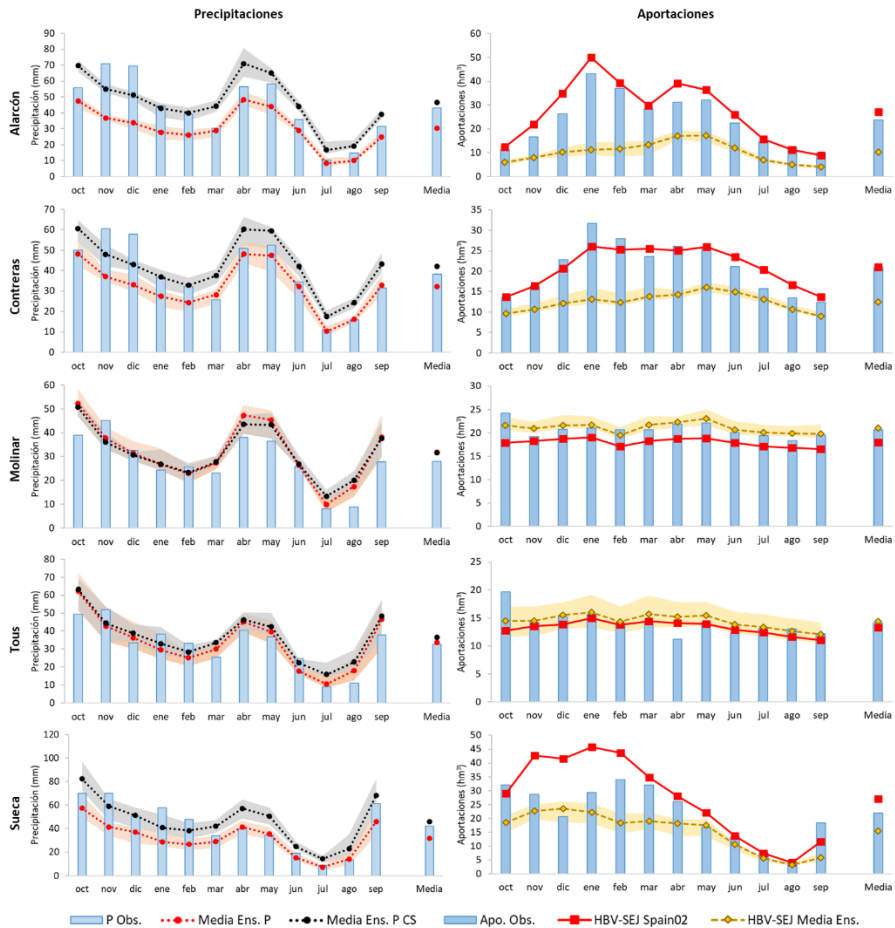 Precipitaciones
Aportaciones
Alarcón
Precipitación (mm)
90
80
70
60
50
40
30
20
10
0
oct nov dic ene feb mar abr may jun jul ago sep Media
Aportaciones (hm³)
60
50
40
30
20
10
0
oct nov dic ene feb mar abr may jun jul ago sep Media
Contreras
Precipitación (mm)
70
60
50
40
30
20
10
0
oct nov dic ene feb mar abr may jun jul ago sep Media
Aportaciones (hm³)
35
30
25
20
15
10
5
0
oct nov dic ene feb mar abr may jun jul ago sep Media
Molinar
Precipitación (mm)
60
50
40
30
20
10
0
oct nov dic ene feb mar abr may jun jul ago sep Media
Aportaciones (hm³)
30
25
20
15
10
5
0
oct nov dic ene feb mar abr may jun jul ago sep Media
Tous
Precipitación (mm)
80
70
60
50
40
30
20
10
0
oct nov dic ene feb mar abr may jun jul ago sep Media
Aportaciones (hm³)
25
20
15
10
5
0
oct nov dic ene feb mar abr may jun jul ago sep Media
Sueca
Precipitación (mm)
120
100
80
60
40
20
0
oct nov dic ene feb mar abr may jun jul ago sep Media
Aportaciones (hm³)
50
45
40
35
30
25
20
15
10
5
0
oct nov dic ene feb mar abr may jun jul ago sep Media
P Obs. Media Ens. P Media Ens. P CS Apo. Obs. HBV-SEJ Spain02 HBV-SEJ Media Ens.